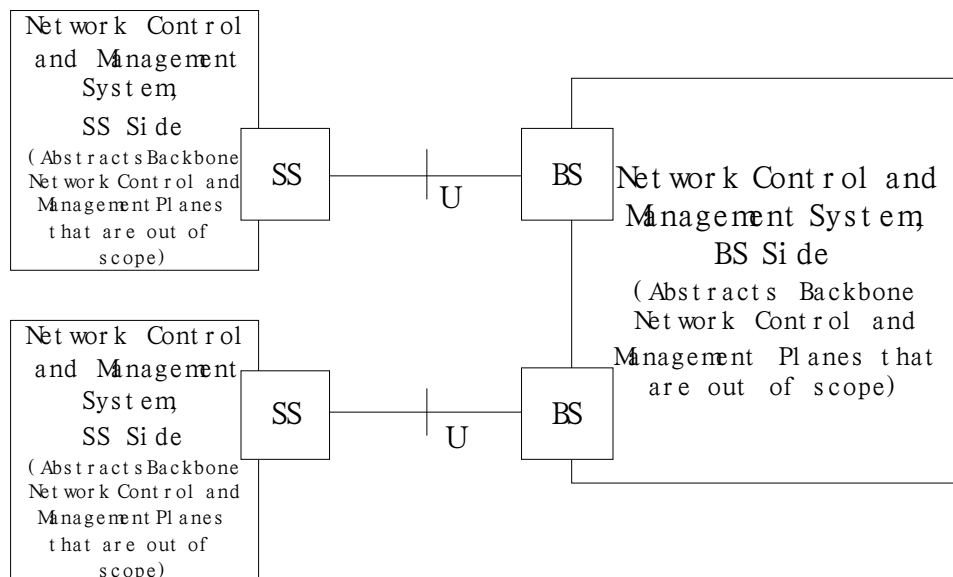 Network Control
and Management
System,
SS Side
(Abstracts Backbone
Network Control and
Management Planes
that are out of
scope)
SS
U
BS
Network Control and
Management System,
BS Side
(Abstracts Backbone
Network Control and
Management Planes that
are out of scope)
Network Control
and Management
System,
SS Side
(Abstracts Backbone
Network Control and
Management Planes
that are out of
scope)
SS
U
BS